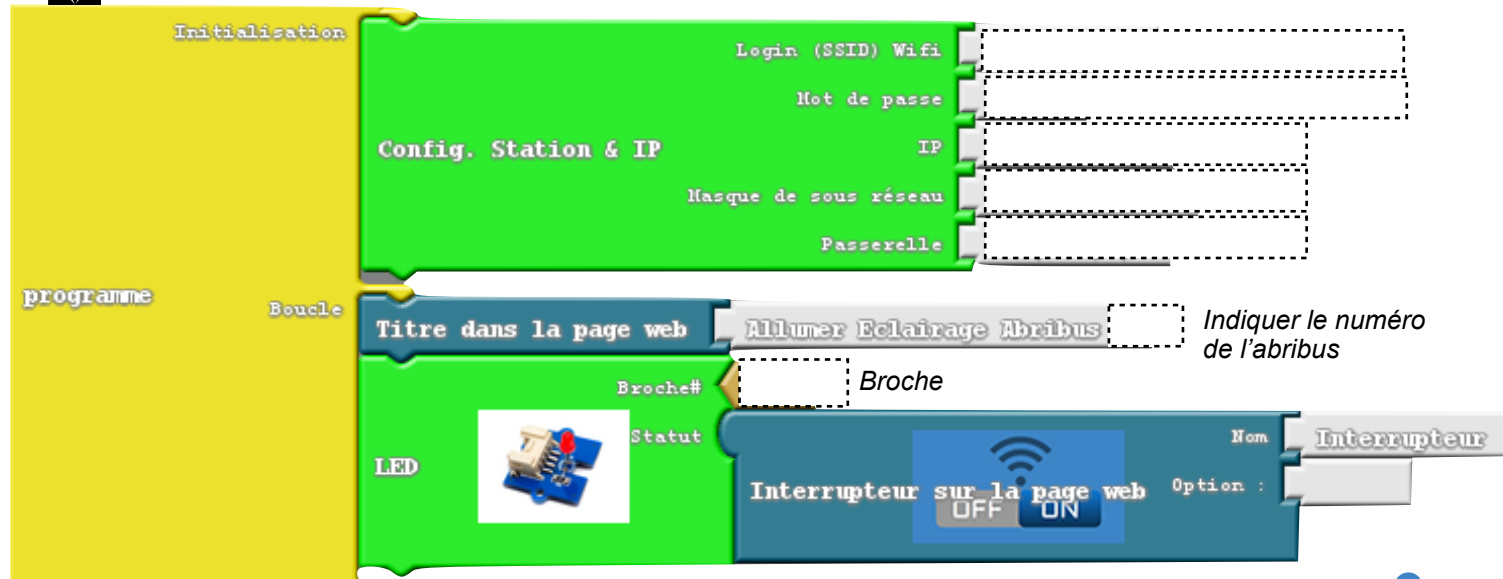 Initialisation
Login (SSID) Wifi
Mot de passe
Config. Station & IP
IP
Masque de sous réseau
Passerelle
programme
Boucle
Titre dans la page web
Allumer Eclairage Abribus
Indiquer le numéro
de l'abribus
Broche#
Broche
Statut
LED
Interrupteur sur la page web
OFF ON
Nom
Interrupteur
Option :